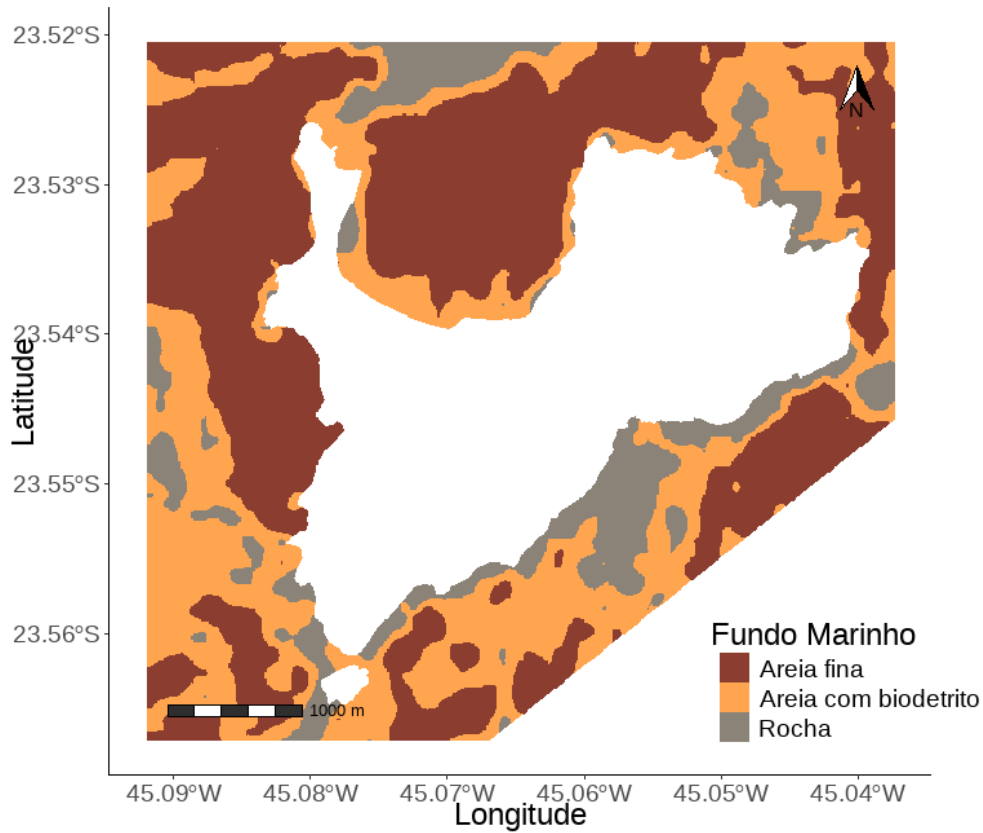 23.52°S
23.53°S
23.54°S
23.55°S
23.56°S
Latitude
N
1000 m
Fundo Marinho
Areia fina
Areia com biodetrito
Rocha
45.09°W 45.08°W 45.07°W 45.06°W 45.05°W 45.04°W
Longitude